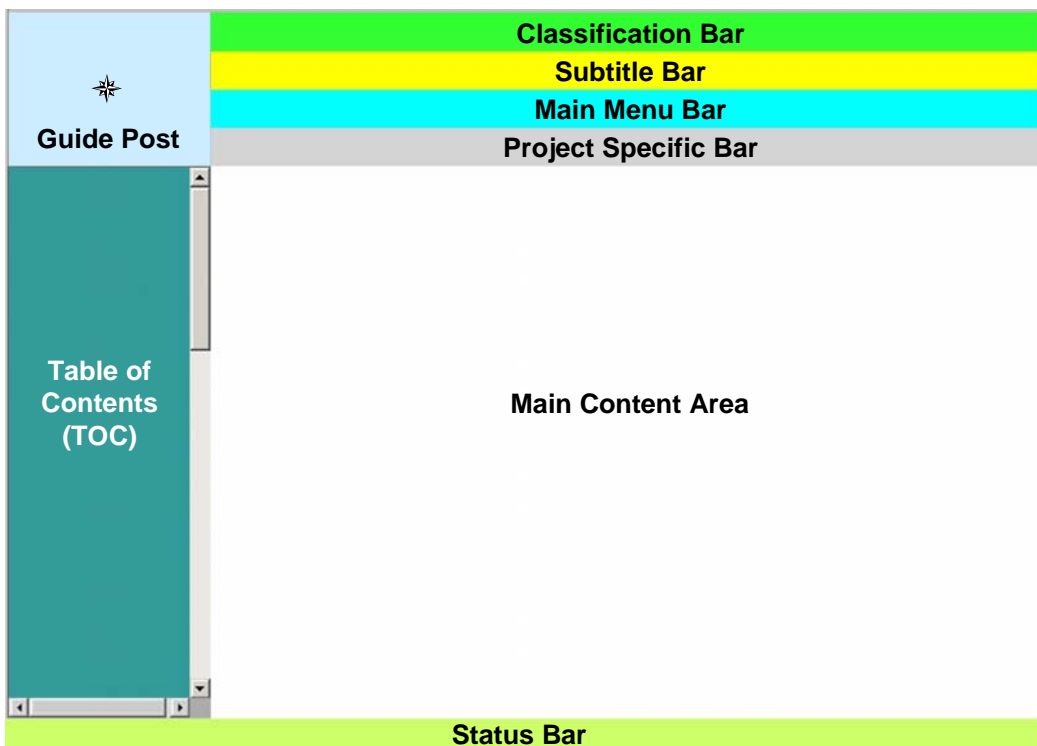 Classification Bar
Subtitle Bar
Main Menu Bar
Guide Post
Project Specific Bar
Table of
Contents
(TOC)
Main Content Area
Status Bar